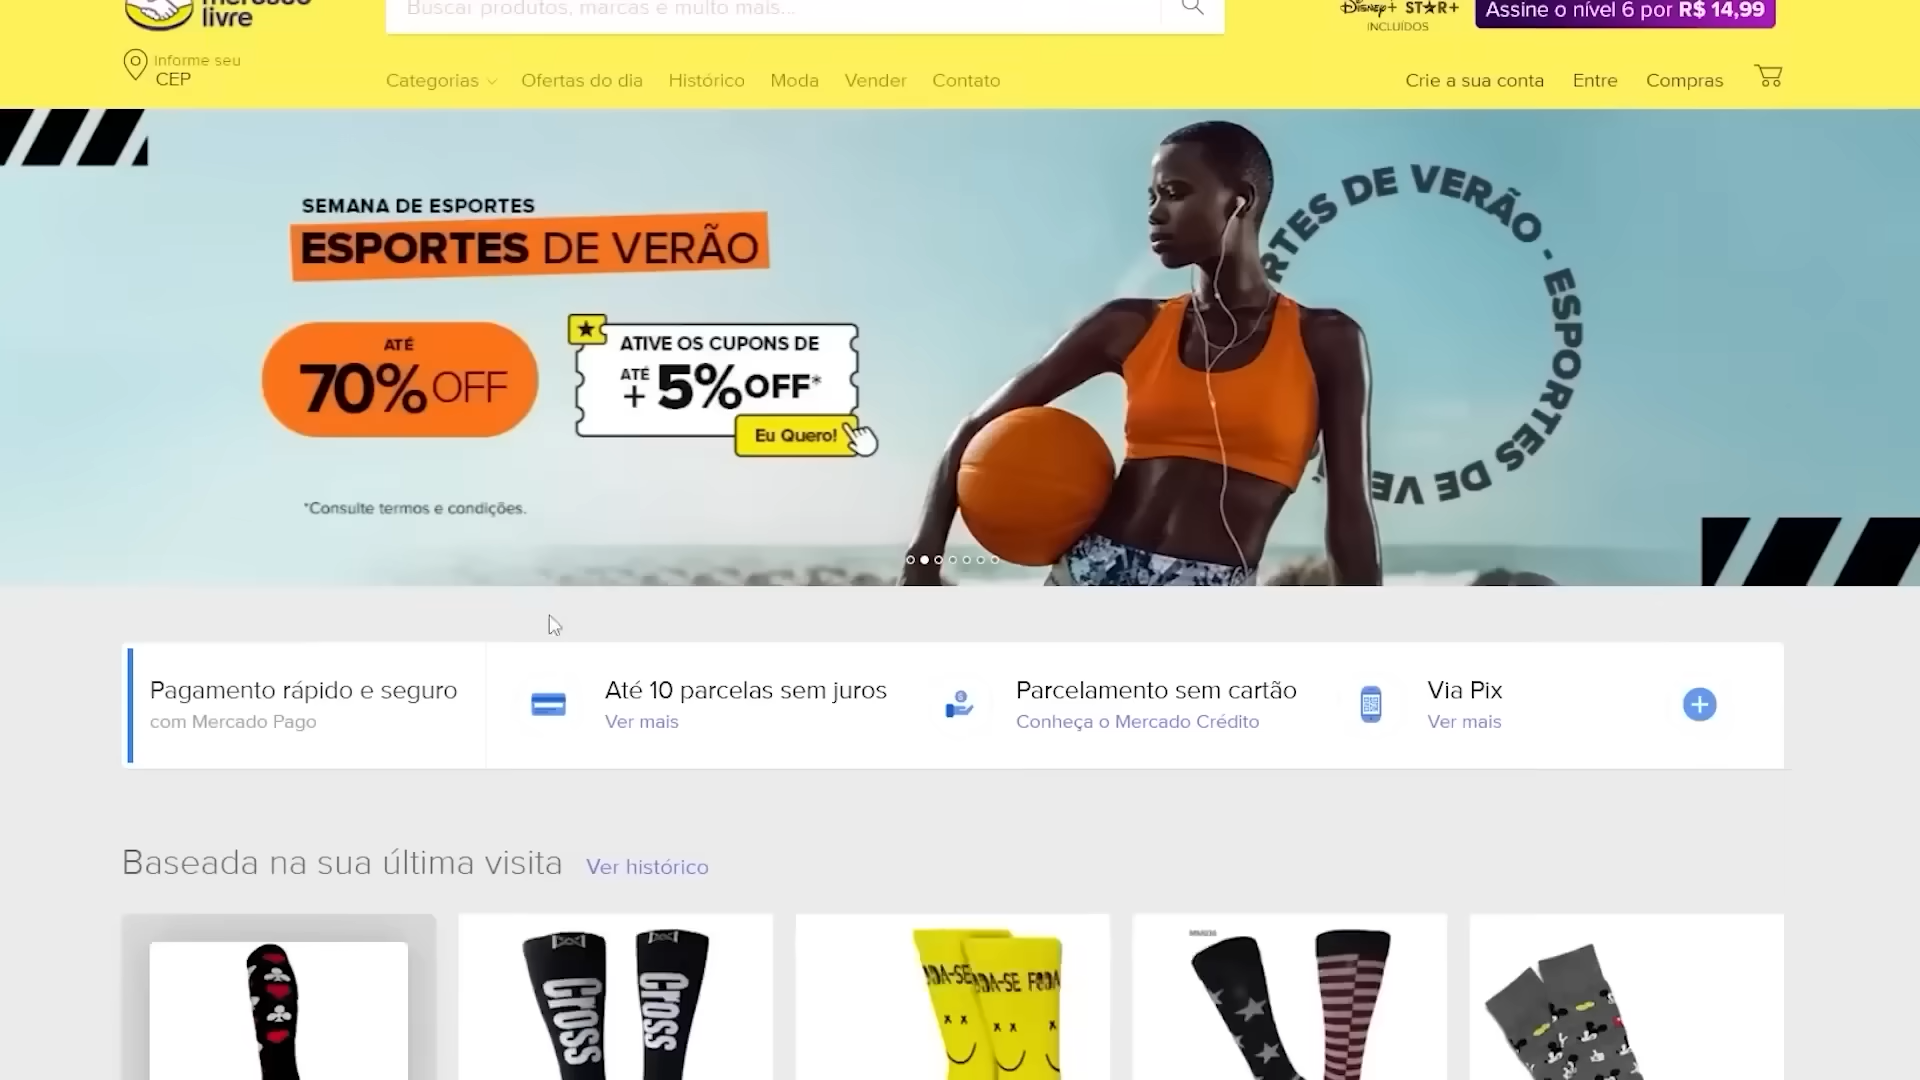 livre
Buscar produtos, marcas e muito mais...
Disney+ STAR+
INCLUÍDOS
Assine o nível 6 por R$ 14,99
Informe seu
CEP
Categorias
Ofertas do dia
Histórico
Moda
Vender
Contato
Crie a sua conta
Entre
Compras
SEMANA DE ESPORTES
ESPORTES DE VERÃO
ATÉ
70% OFF
ATIVE OS CUPONS DE
ATÉ
+ 5% OFF*
Eu Quero!
*Consulte termos e condições.
RTES DE VERÃO - ESPORTES DE VE
Pagamento rápido e seguro
com Mercado Pago
Até 10 parcelas sem juros
Ver mais
Parcelamento sem cartão
Conheça o Mercado Crédito
Via Pix
Ver mais
Baseada na sua última visita
Ver histórico
Cross
Cross